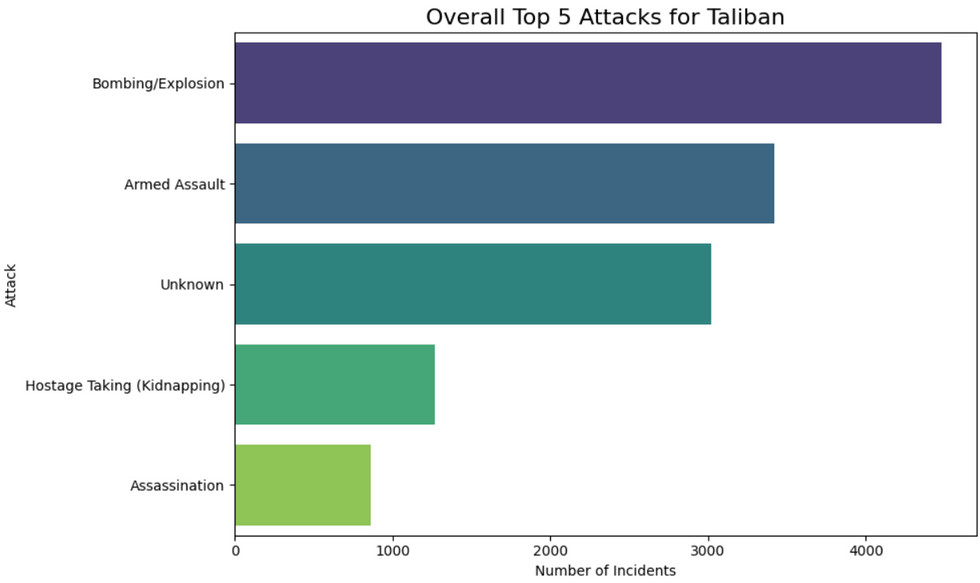 Overall Top 5 Attacks for Taliban
Attack
Bombing/Explosion
Armed Assault
Unknown
Hostage Taking (Kidnapping)
Assassination
0 1000 2000 3000 4000
Number of Incidents